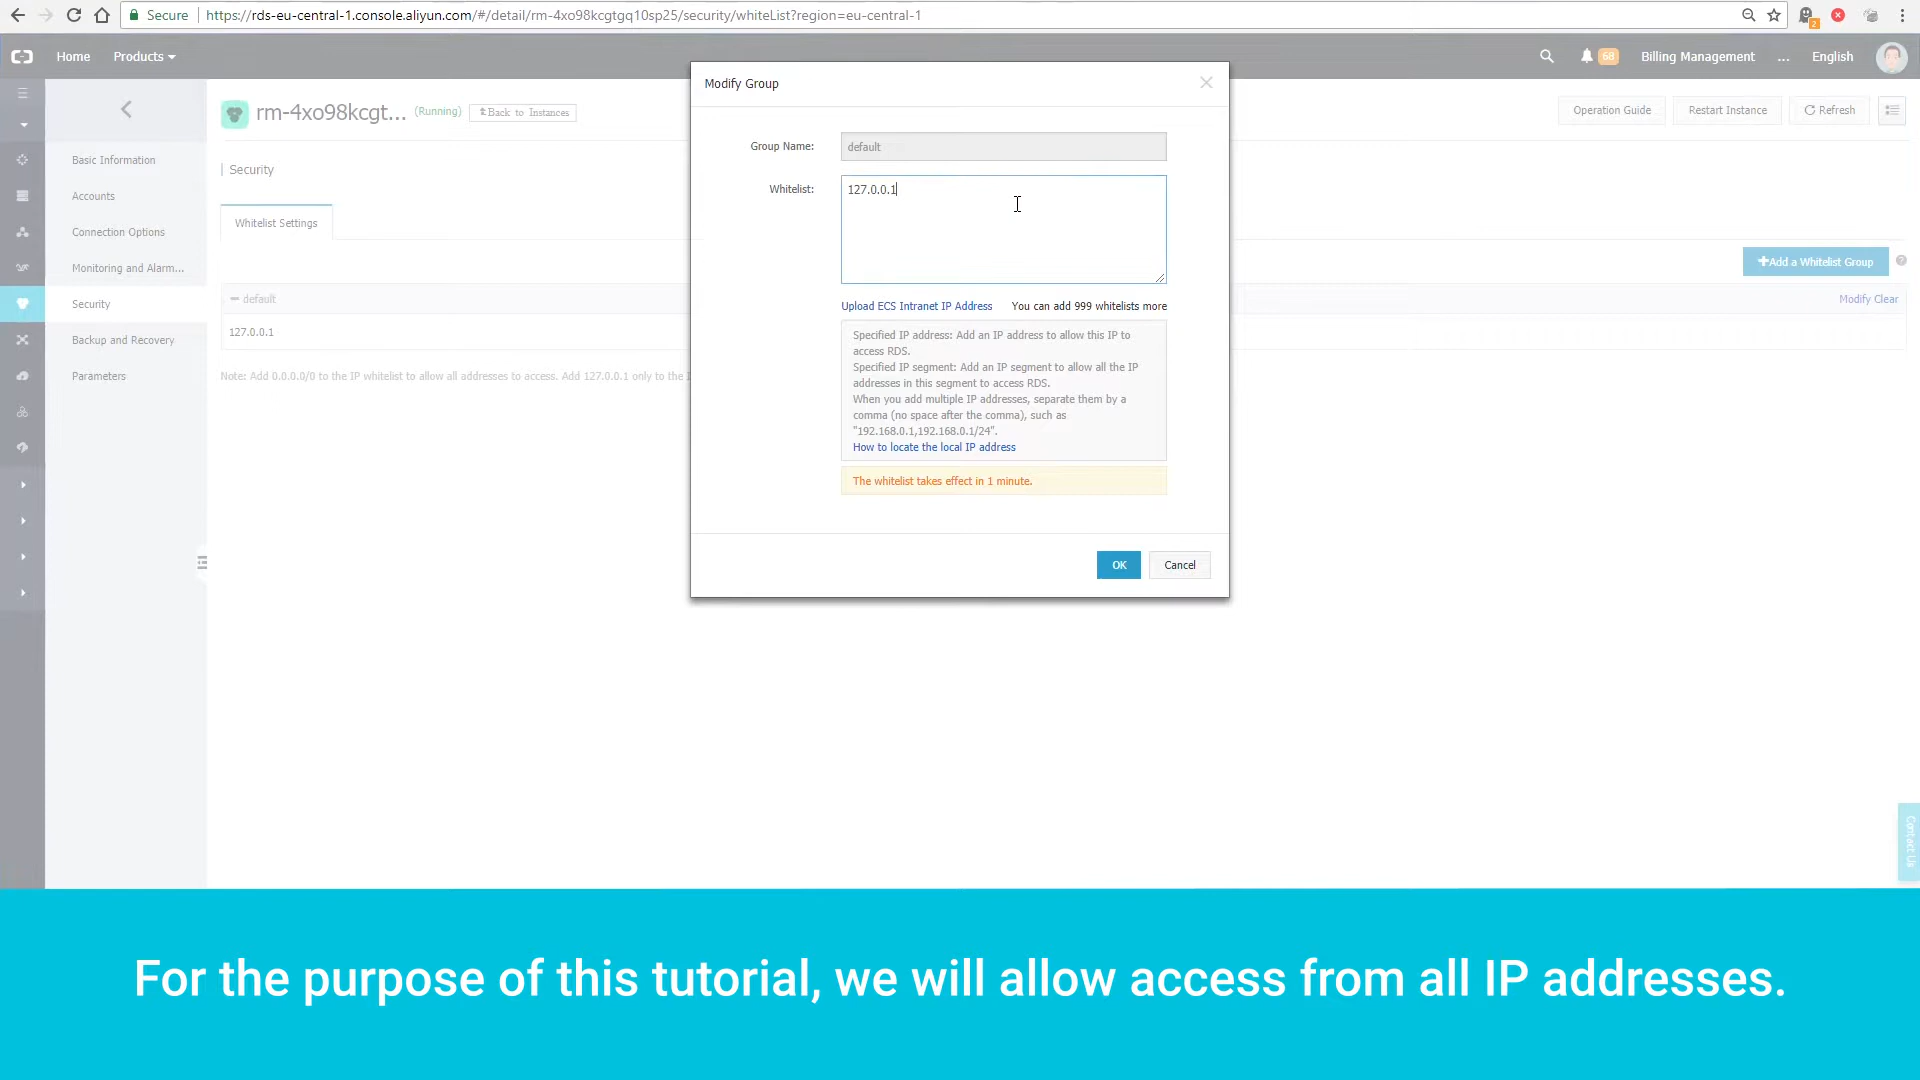 Secure
https://rds-eu-central-1.console.aliyun.com/#/detail/rm-4xo98kcgtgq10sp25/security/whiteList?region=eu-central-1
2
Home
Products
68
Billing Management
...
English
Modify Group
rm-4xo98kcgt...
(Running)
Back to Instances
Operation Guide
Restart Instance
Refresh
Basic Information
Accounts
Connection Options
Monitoring and Alarm...
Security
Backup and Recovery
Parameters
Security
Whitelist Settings
Add a Whitelist Group
default
Modify Clear
127.0.0.1
Note: Add 0.0.0.0/0 to the IP whitelist to allow all addresses to access. Add 127.0.0.1 only to the I
Group Name:
default
Whitelist:
127.0.0.1
Upload ECS Intranet IP Address
You can add 999 whitelists more
Specified IP address: Add an IP address to allow this IP to
access RDS.
Specified IP segment: Add an IP segment to allow all the IP
addresses in this segment to access RDS.
When you add multiple IP addresses, separate them by a
comma (no space after the comma), such as
"192.168.0.1,192.168.0.1/24".
How to locate the local IP address
The whitelist takes effect in 1 minute.
OK
Cancel
Contact Us
For the purpose of this tutorial, we will allow access from all IP addresses.